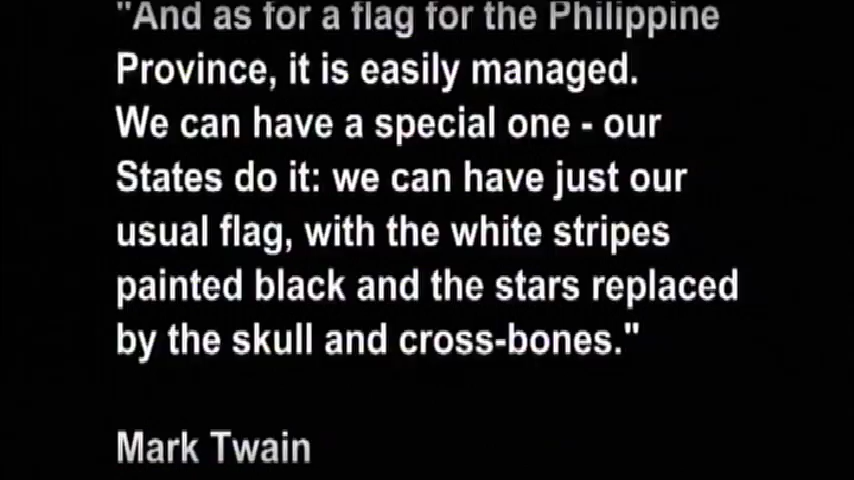 "And as for a flag for the Philippine
Province, it is easily managed.
We can have a special one - our
States do it: we can have just our
usual flag, with the white stripes
painted black and the stars replaced
by the skull and cross-bones."
Mark Twain